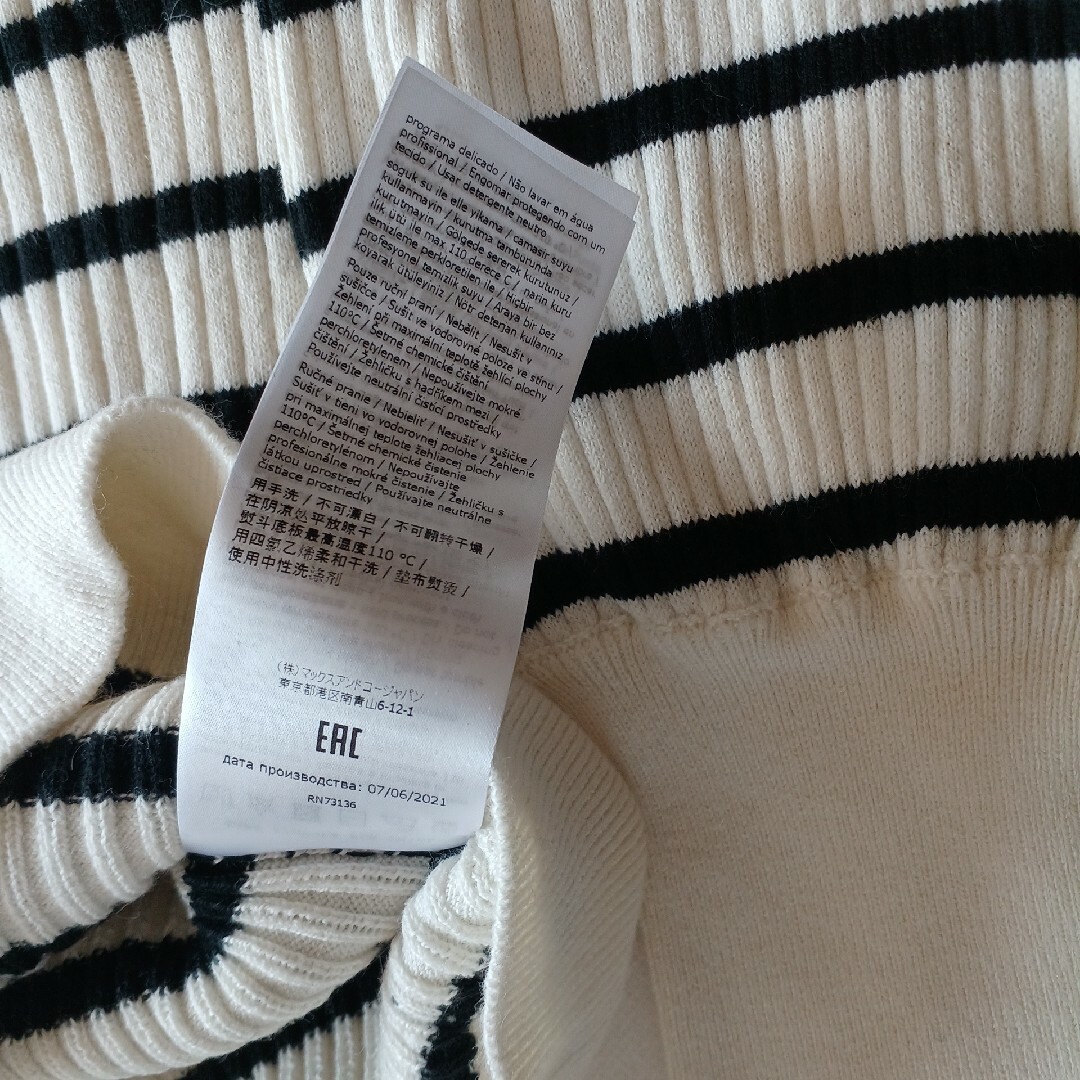 programa delicado / Não lavar em água
profissional / Engomar protegendo com um
tecido / Usar detergente neutro
soguk su ile elle yikama / camasir suyu
kullanmayin / kurutma tamburunda
kurutmayin / Gölgede sererek kurutunuz /
ilik ütü ile max 110 derece C / narin kuru
temizleme perkloretilen ile / Hiçbir
profesyonel temizlik suyu / Araya bir bez
koyarak ütüleyiniz / Nötr deterjan kullanınız
Pouze ruční praní / Nebělit / Nesušit v
sušičce / Sušit ve vodorovné poloze ve stínu /
Žehlení při maximální teplotě žehlící plochy
110°C / Šetrné chemické čištění
perchloretylenem / Nepoužívejte mokré
čištění / Žehličku s hadříkem mezi /
Používejte neutrální čisticí prostředky
Ručné pranie / Nebieliť / Nesušiť v sušičke /
Sušiť v tieni vo vodorovnej polohe / Žehlenie
pri maximálnej teplote žehliacej plochy
110°C / Šetrné chemické čistenie
perchloretylénom / Nepoužívajte
profesionálne mokré čistenie / Žehličku s
látkou uprostred / Používajte neutrálne
čistiace prostriedky
用手洗 / 不可漂白 / 不可翻转干燥 /
在阴凉处平放晾干 /
熨斗底板最高温度110 °C /
用四氯乙烯柔和干洗 / 垫布熨烫 /
使用中性洗涤剂
(株)マックスアンドコージャパン
東京都港区南青山6-12-1
EAC
Дата производства: 07/06/2021
RN73136